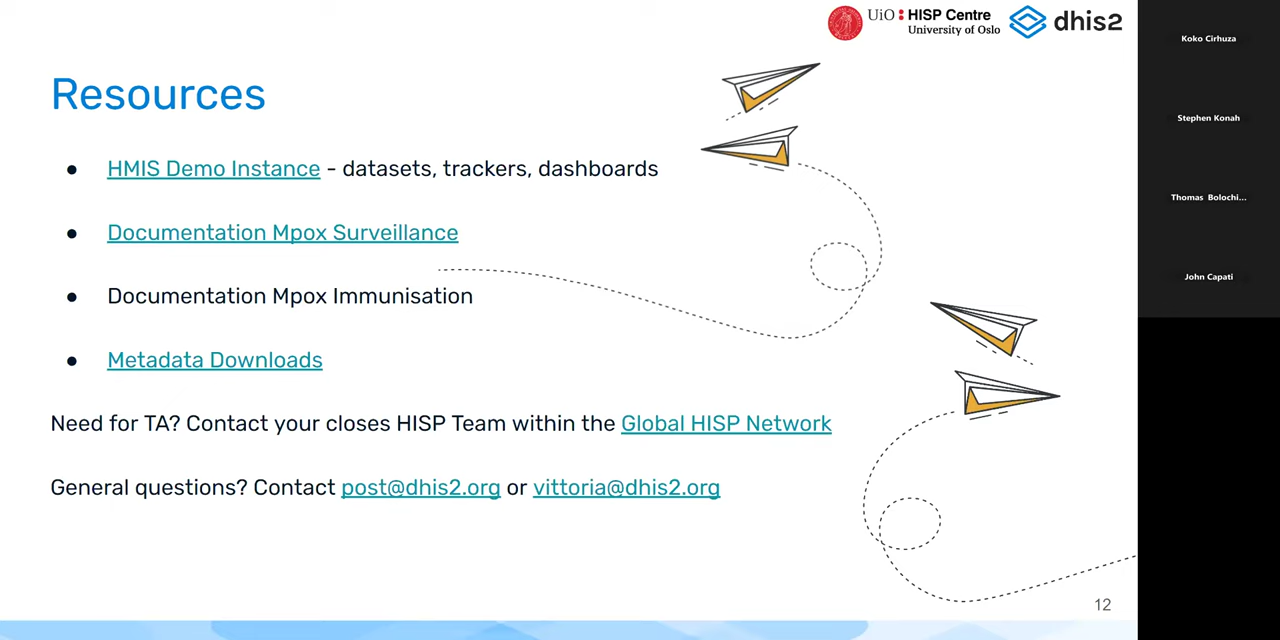 UiO : HISP Centre
University of Oslo
dhis2
Resources
● HMIS Demo Instance - datasets, trackers, dashboards
● Documentation Mpox Surveillance
● Documentation Mpox Immunisation
● Metadata Downloads
Need for TA? Contact your closes HISP Team within the Global HISP Network
General questions? Contact post@dhis2.org or vittoria@dhis2.org
12
Koko Cirhuza
Stephen Konah
Thomas Bolochi...
John Capati